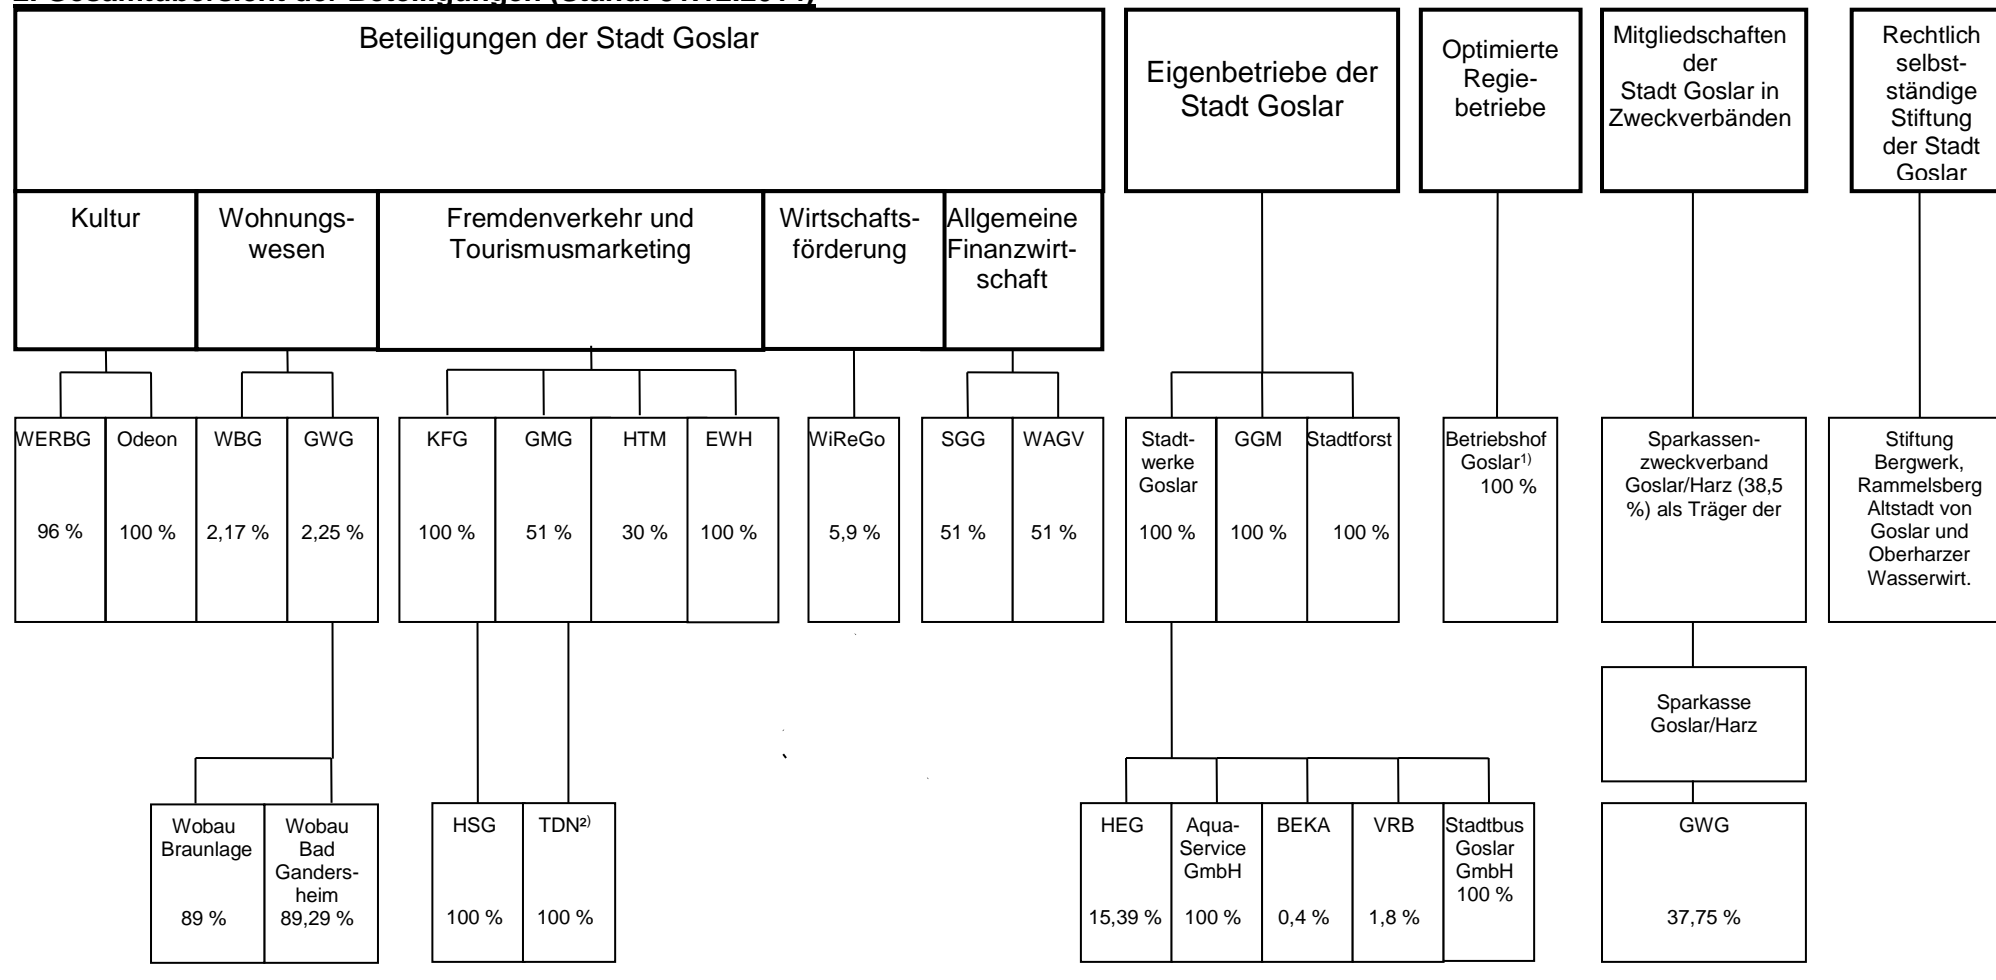 Beteiligungen der Stadt Goslar
Eigenbetriebe der
Stadt Goslar
Optimierte
Regie-
betriebe
Mitgliedschaften
der
Stadt Goslar in
Zweckverbänden
Rechtlich
selbst-
ständige
Stiftung
der Stadt
Goslar
Kultur
Wohnungs-
wesen
Fremdenverkehr und
Tourismusmarketing
Wirtschafts-
förderung
Allgemeine
Finanzwirt-
schaft
WERBG
96 %
Odeon
100 %
WBG
2,17 %
GWG
2,25 %
KFG
100 %
GMG
51 %
HTM
30 %
EWH
100 %
WiReGo
5,9 %
SGG
51 %
WAGV
51 %
Stadt-
werke
Goslar
100 %
GGM
100 %
Stadtforst
100 %
Betriebshof
Goslar¹⁾
100 %
Sparkassen-
zweckverband
Goslar/Harz (38,5
%) als Träger der
Stiftung
Bergwerk,
Rammelsberg
Altstadt von
Goslar und
Oberharzer
Wasserwirt.
Sparkasse
Goslar/Harz
Wobau
Braunlage
89 %
Wobau
Bad
Ganders-
heim
89,29 %
HSG
100 %
TDN²⁾
100 %
HEG
15,39 %
Aqua-
Service
GmbH
100 %
BEKA
0,4 %
VRB
1,8 %
Stadtbus
Goslar
GmbH
100 %
GWG
37,75 %